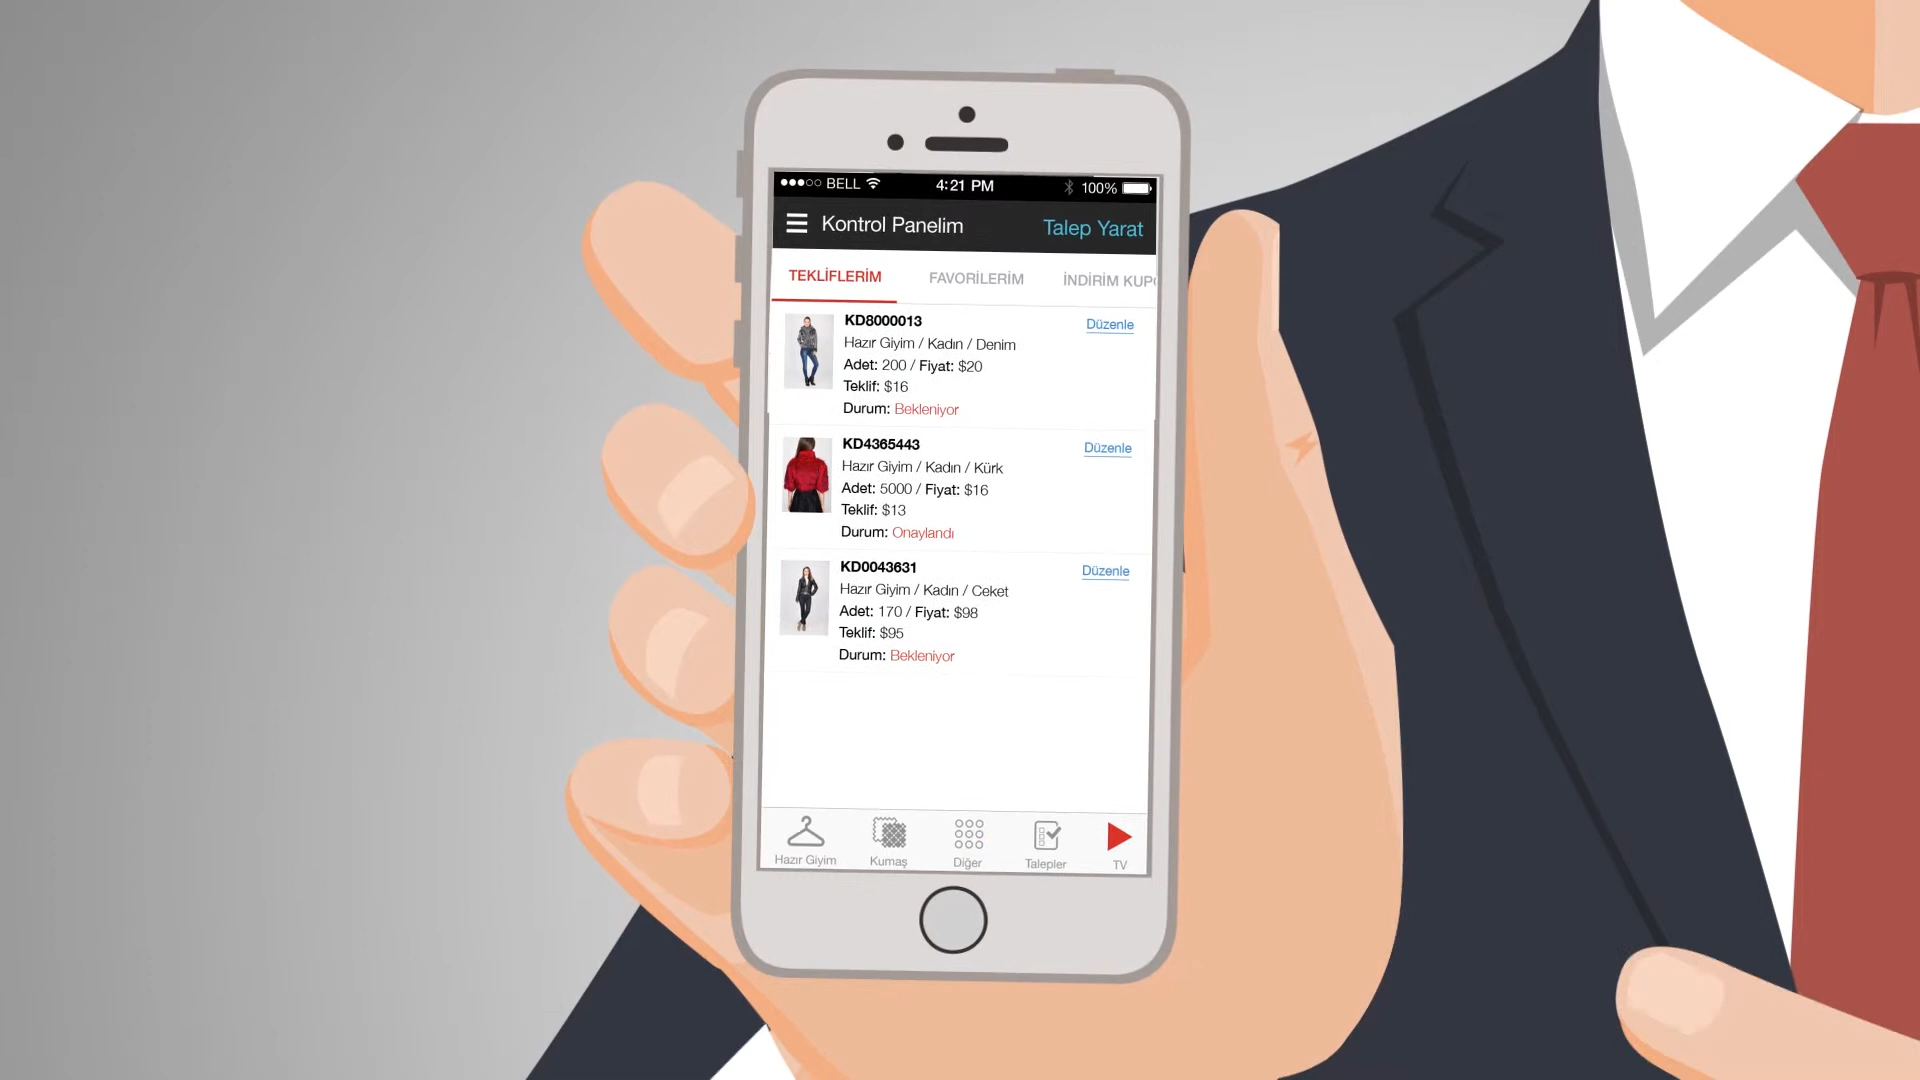 BELL 4:21 PM 100%
Kontrol Panelim Talep Yarat
TEKLİFLERİM FAVORİLERİM İNDİRİM KUP
KD8000013 Düzenle
Hazır Giyim / Kadın / Denim
Adet: 200 / Fiyat: $20
Teklif: $16
Durum: Bekleniyor
KD4365443 Düzenle
Hazır Giyim / Kadın / Kürk
Adet: 5000 / Fiyat: $16
Teklif: $13
Durum: Onaylandı
KD0043631 Düzenle
Hazır Giyim / Kadın / Ceket
Adet: 170 / Fiyat: $98
Teklif: $95
Durum: Bekleniyor
Hazır Giyim Kumaş Diğer Talepler TV